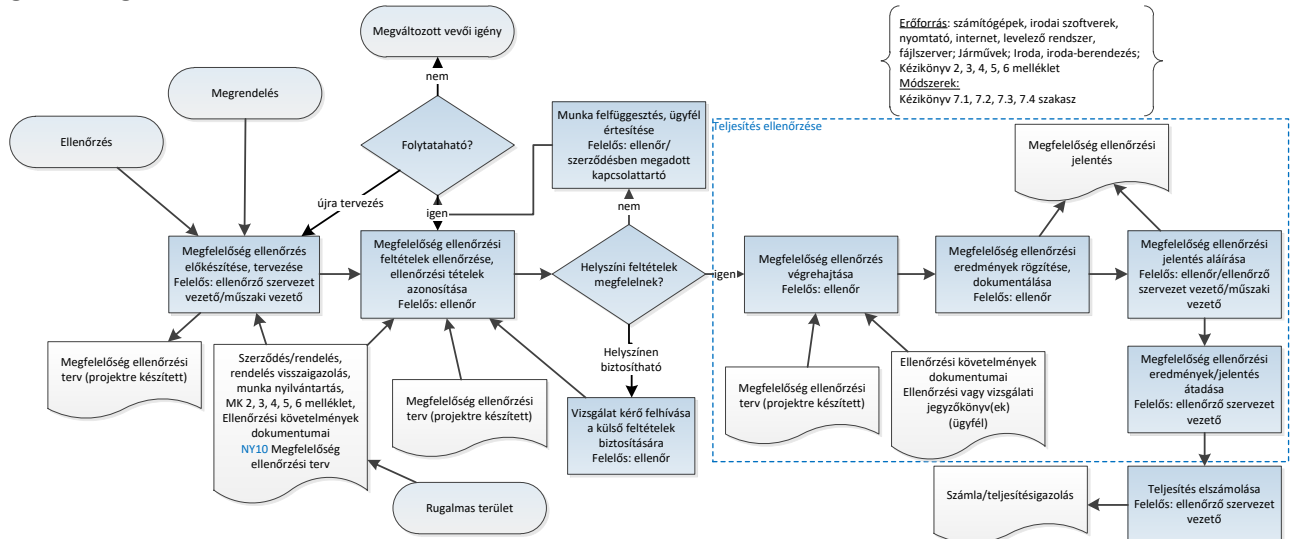 Megváltozott vevői igény
nem
Megrendelés
Ellenőrzés
Folytataható?
újra tervezés
igen
Munka felfüggesztés, ügyfél
értesítése
Felelős: ellenőr/
szerződésben megadott
kapcsolattartó
nem
Erőforrás: számítógépek, irodai szoftverek,
nyomtató, internet, levelező rendszer,
fájlszerver; Járművek; Iroda, iroda-berendezés;
Kézikönyv 2, 3, 4, 5, 6 melléklet
Módszerek:
Kézikönyv 7.1, 7.2, 7.3, 7.4 szakasz
Teljesítés ellenőrzése
Megfelelőség ellenőrzési
jelentés
Megfelelőség ellenőrzés
előkészítése, tervezése
Felelős: ellenőrző szervezet
vezető/műszaki vezető
Megfelelőség ellenőrzési
feltételek ellenőrzése,
ellenőrzési tételek
azonosítása
Felelős: ellenőr
Helyszíni feltételek
megfelelnek?
igen
Megfelelőség ellenőrzés
végrehajtása
Felelős: ellenőr
Megfelelőség ellenőrzési
eredmények rögzítése,
dokumentálása
Felelős: ellenőr
Megfelelőség ellenőrzési
jelentés aláírása
Felelős: ellenőr/ellenőrző
szervezet vezető/műszaki
vezető
Megfelelőség ellenőrzési
terv (projektre készített)
Szerződés/rendelés,
rendelés visszaigazolás,
munka nyilvántartás,
MK 2, 3, 4, 5, 6 melléklet,
Ellenőrzési követelmények
dokumentumai
NY10 Megfelelőség
ellenőrzési terv
Megfelelőség ellenőrzési
terv (projektre készített)
Helyszínen
biztosítható
Vizsgálat kérő felhívása
a külső feltételek
biztosítására
Felelős: ellenőr
Megfelelőség ellenőrzési
terv (projektre készített)
Ellenőrzési követelmények
dokumentumai
Ellenőrzési vagy vizsgálati
jegyzőkönyv(ek)
(ügyfél)
Megfelelőség ellenőrzési
eredmények/jelentés
átadása
Felelős: ellenőrző szervezet
vezető
Rugalmas terület
Számla/teljesítésigazolás
Teljesítés elszámolása
Felelős: ellenőrző szervezet
vezető